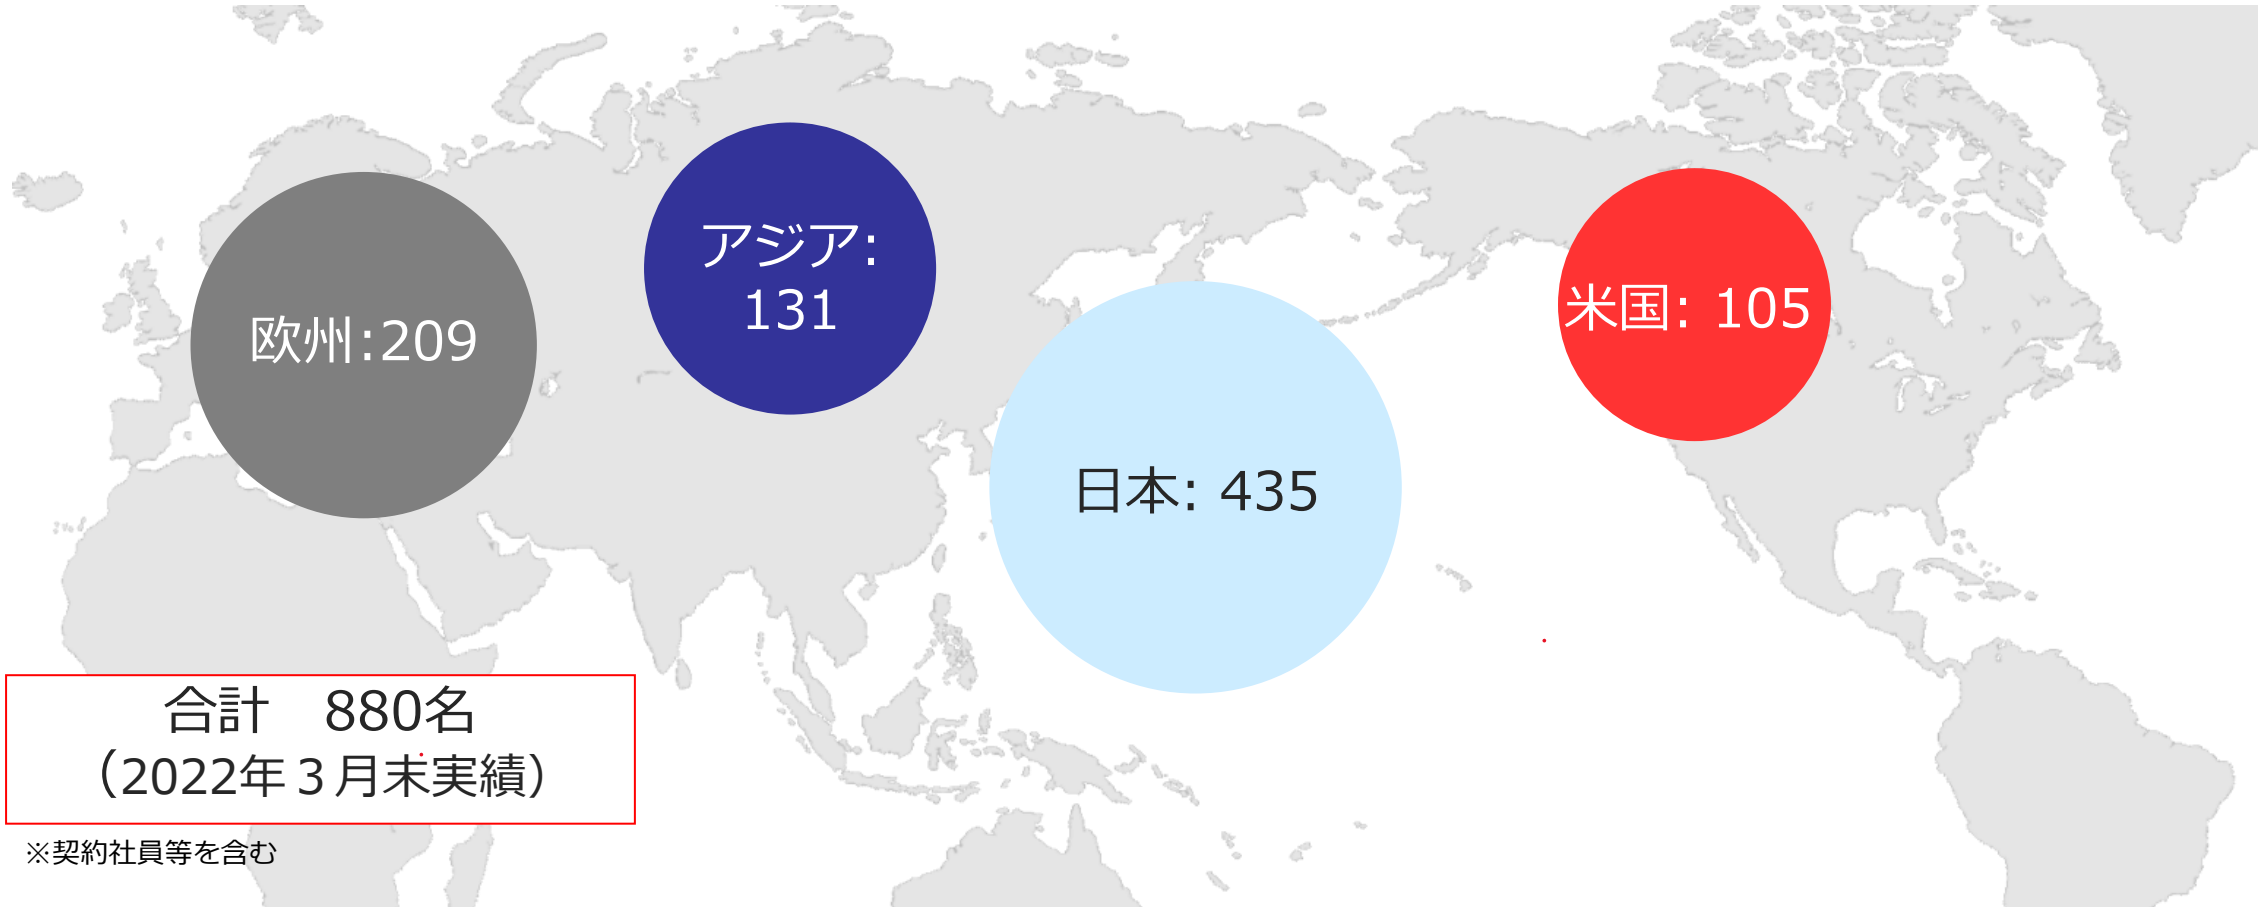 欧州:209
アジア:
131
日本: 435
米国: 105
合計　880名
（2022年３月末実績）
※契約社員等を含む